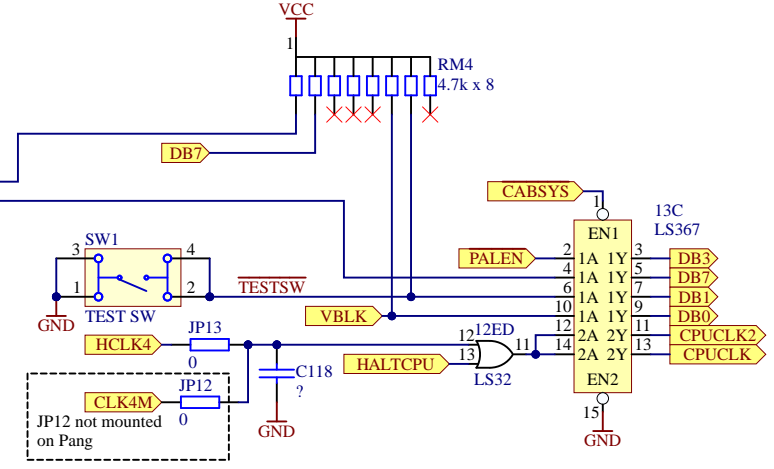 VCC
1
RM4
4.7k x 8
DB7
CABSYS
1
13C
LS367
EN1
SW1
3
4
1
2
TEST SW
GND
TESTSW
PALEN
2
1A
1Y
3
DB3
4
1A
1Y
5
DB7
6
1A
1Y
7
DB1
VBLK
10
1A
1Y
9
DB0
12
2A
2Y
11
CPUCLK2
14
2A
2Y
13
CPUCLK
EN2
15
GND
HCLK4
JP13
0
12
12ED
13
11
LS32
HALTCPU
C118
?
GND
CLK4M
JP12
0
JP12 not mounted
on Pang